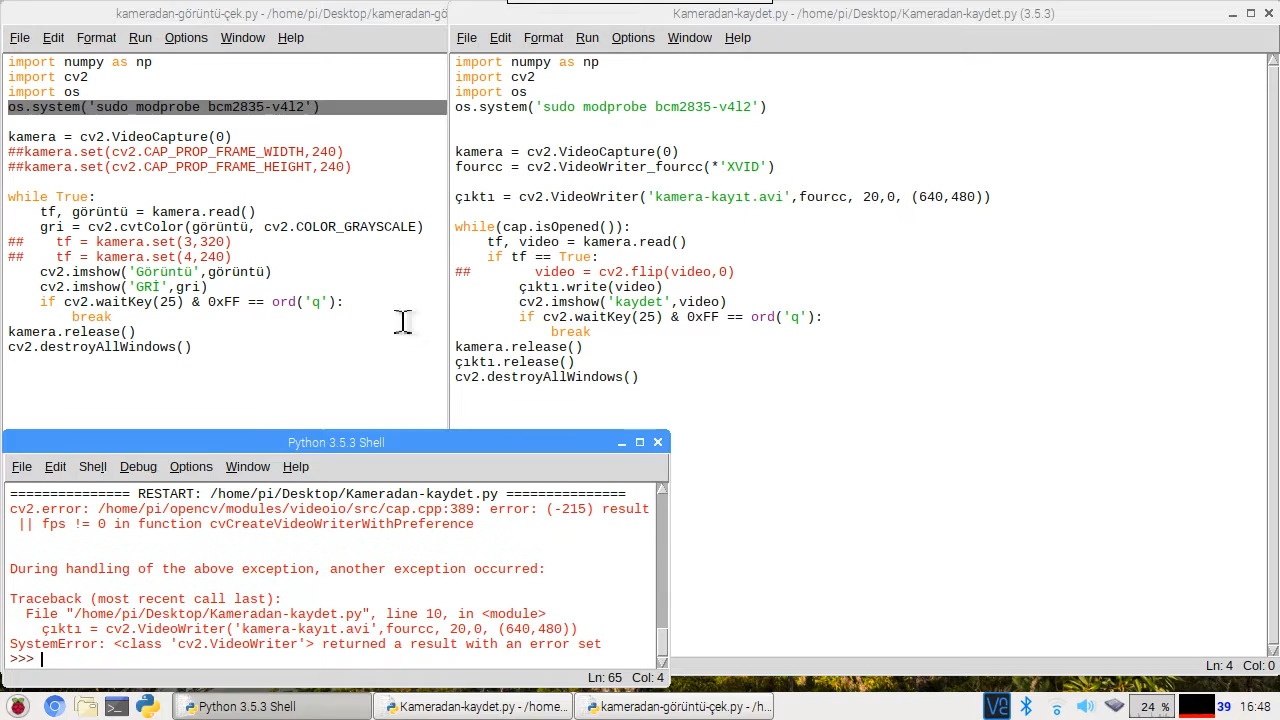 kameradan-görüntü-çek.py - /home/pi/Desktop/kameradan-gö
File Edit Format Run Options Window Help
import numpy as np
import cv2
import os
os.system('sudo modprobe bcm2835-v4l2')
kamera = cv2.VideoCapture(0)
##kamera.set(cv2.CAP_PROP_FRAME_WIDTH,240)
##kamera.set(cv2.CAP_PROP_FRAME_HEIGHT,240)
while True:
    tf, görüntü = kamera.read()
    gri = cv2.cvtColor(görüntü, cv2.COLOR_GRAYSCALE)
##    tf = kamera.set(3,320)
##    tf = kamera.set(4,240)
    cv2.imshow('Görüntü',görüntü)
    cv2.imshow('GRİ',gri)
    if cv2.waitKey(25) & 0xFF == ord('q'):
        break
kamera.release()
cv2.destroyAllWindows()
Kameradan-kaydet.py - /home/pi/Desktop/Kameradan-kaydet.py (3.5.3)
File Edit Format Run Options Window Help
import numpy as np
import cv2
import os
os.system('sudo modprobe bcm2835-v4l2')
kamera = cv2.VideoCapture(0)
fourcc = cv2.VideoWriter_fourcc(*'XVID')
çıktı = cv2.VideoWriter('kamera-kayıt.avi',fourcc, 20,0, (640,480))
while(cap.isOpened()):
    tf, video = kamera.read()
    if tf == True:
##        video = cv2.flip(video,0)
        çıktı.write(video)
        cv2.imshow('kaydet',video)
        if cv2.waitKey(25) & 0xFF == ord('q'):
            break
kamera.release()
çıktı.release()
cv2.destroyAllWindows()
Ln: 4 Col: 0
Python 3.5.3 Shell
File Edit Shell Debug Options Window Help
=============== RESTART: /home/pi/Desktop/Kameradan-kaydet.py ===============
cv2.error: /home/pi/opencv/modules/videoio/src/cap.cpp:389: error: (-215) result
 || fps != 0 in function cvCreateVideoWriterWithPreference
During handling of the above exception, another exception occurred:
Traceback (most recent call last):
  File "/home/pi/Desktop/Kameradan-kaydet.py", line 10, in <module>
    çıktı = cv2.VideoWriter('kamera-kayıt.avi',fourcc, 20,0, (640,480))
SystemError: <class 'cv2.VideoWriter'> returned a result with an error set
>>>
Ln: 65 Col: 4
Python 3.5.3 Shell
Kameradan-kaydet.py - /home...
kameradan-görüntü-çek.py - /h...
24 %
39
16:48